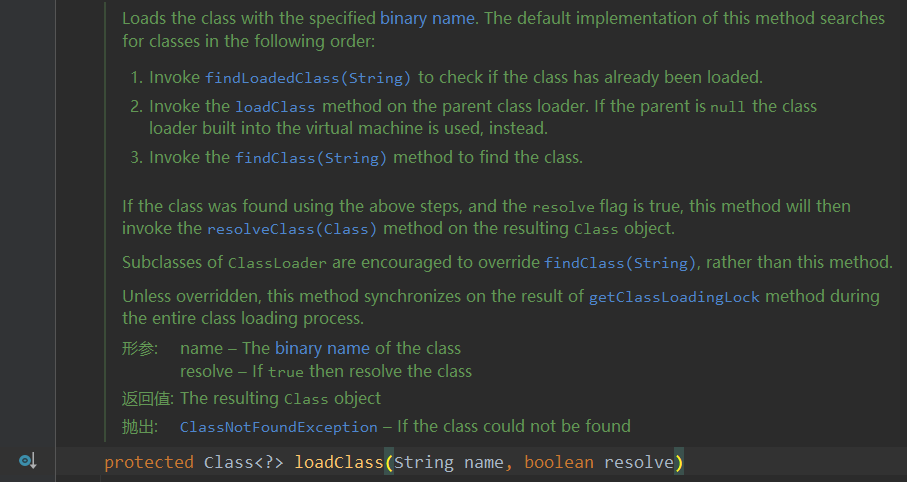 Loads the class with the specified binary name. The default implementation of this method searches
for classes in the following order:
1. Invoke findLoadedClass(String) to check if the class has already been loaded.
2. Invoke the loadClass method on the parent class loader. If the parent is null the class
loader built into the virtual machine is used, instead.
3. Invoke the findClass(String) method to find the class.
If the class was found using the above steps, and the resolve flag is true, this method will then
invoke the resolveClass(Class) method on the resulting Class object.
Subclasses of ClassLoader are encouraged to override findClass(String), rather than this method.
Unless overridden, this method synchronizes on the result of getClassLoadingLock method during
the entire class loading process.
形参: name – The binary name of the class
resolve – If true then resolve the class
返回值: The resulting Class object
抛出: ClassNotFoundException – If the class could not be found
protected Class<?> loadClass(String name, boolean resolve)